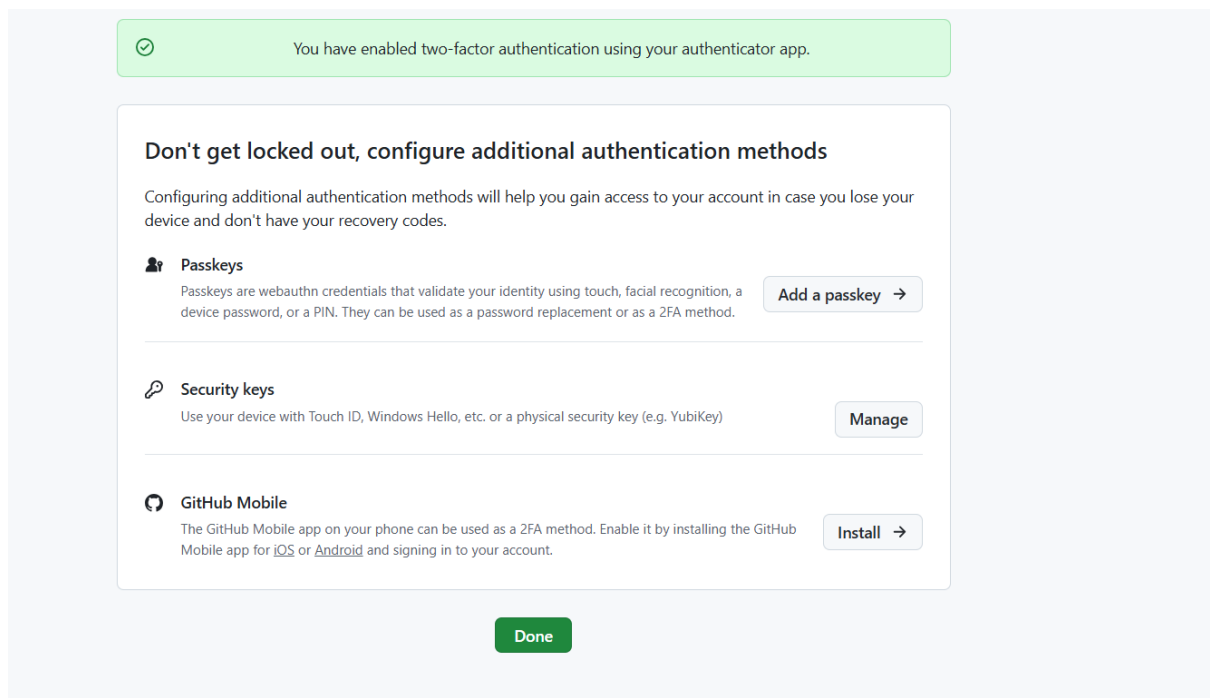 You have enabled two-factor authentication using your authenticator app.
Don't get locked out, configure additional authentication methods
Configuring additional authentication methods will help you gain access to your account in case you lose your
device and don't have your recovery codes.
Passkeys
Passkeys are webauthn credentials that validate your identity using touch, facial recognition, a
device password, or a PIN. They can be used as a password replacement or as a 2FA method.
Add a passkey →
Security keys
Use your device with Touch ID, Windows Hello, etc. or a physical security key (e.g. YubiKey)
Manage
GitHub Mobile
The GitHub Mobile app on your phone can be used as a 2FA method. Enable it by installing the GitHub
Mobile app for iOS or Android and signing in to your account.
Install →
Done